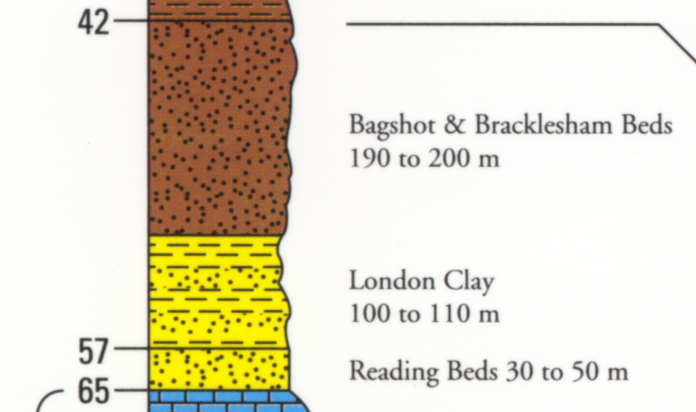 42
Bagshot & Bracklesham Beds
190 to 200 m
London Clay
100 to 110 m
57
Reading Beds 30 to 50 m
65